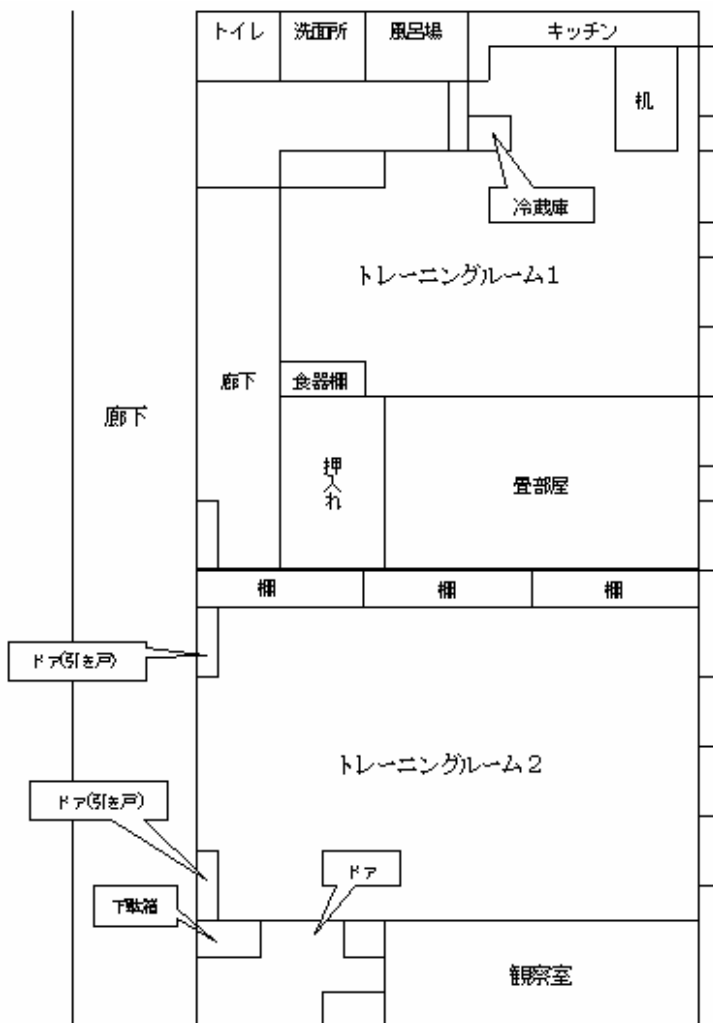 トイレ
洗面所
風呂場
キッチン
机
冷蔵庫
トレーニングルーム1
廊下
食器棚
廊下
押入れ
畳部屋
棚
棚
棚
ドア(引き戸)
トレーニングルーム2
ドア(引き戸)
ドア
下駄箱
観察室